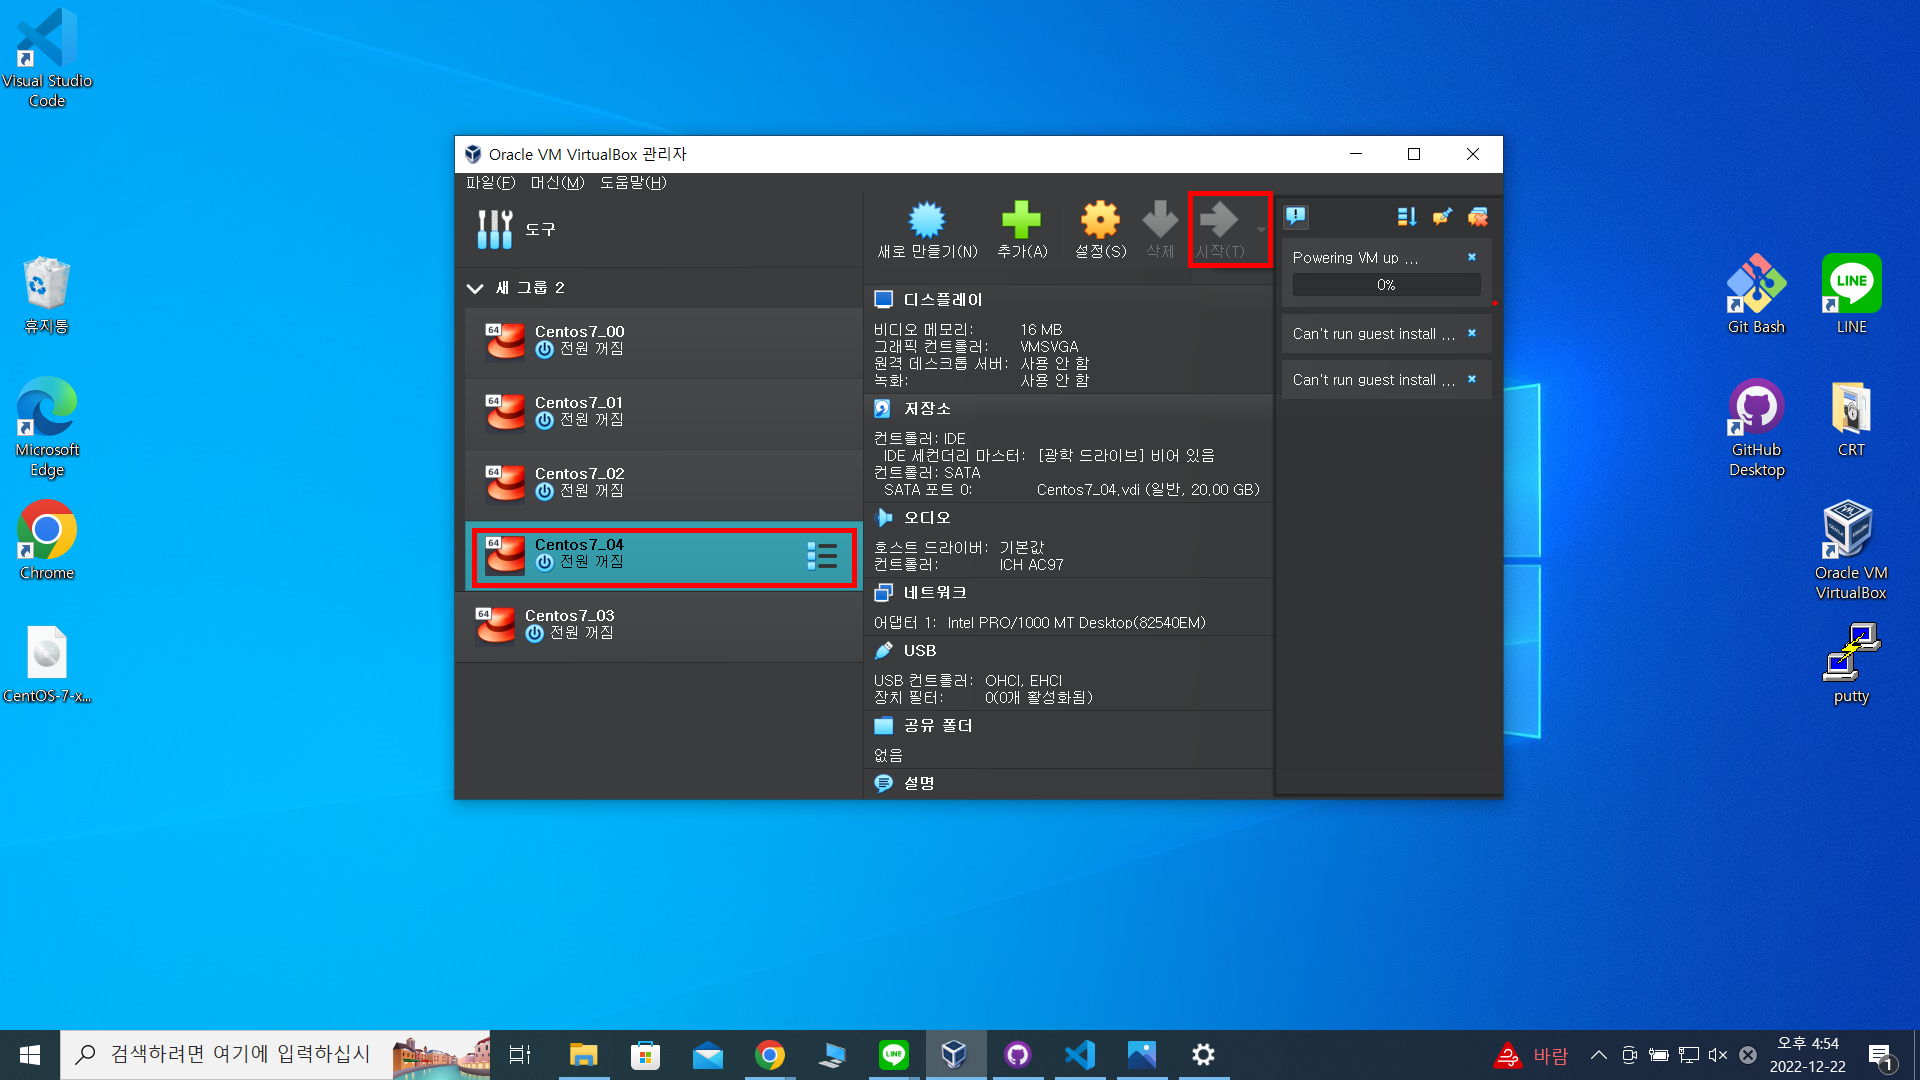 Visual Studio
Code
휴지통
Microsoft
Edge
Chrome
CentOS-7-x...
Oracle VM VirtualBox 관리자
파일(F) 머신(M) 도움말(H)
도구
새 그룹 2
64
Centos7_00
전원 꺼짐
64
Centos7_01
전원 꺼짐
64
Centos7_02
전원 꺼짐
64
Centos7_04
전원 꺼짐
64
Centos7_03
전원 꺼짐
새로 만들기(N) 추가(A) 설정(S) 삭제 시작(T)
디스플레이
비디오 메모리: 16 MB
그래픽 컨트롤러: VMSVGA
원격 데스크톱 서버: 사용 안 함
녹화: 사용 안 함
저장소
컨트롤러: IDE
IDE 세컨더리 마스터: [광학 드라이브] 비어 있음
컨트롤러: SATA
SATA 포트 0: Centos7_04.vdi (일반, 20.00 GB)
오디오
호스트 드라이버: 기본값
컨트롤러: ICH AC97
네트워크
어댑터 1: Intel PRO/1000 MT Desktop(82540EM)
USB
USB 컨트롤러: OHCI, EHCI
장치 필터: 0(0개 활성화됨)
공유 폴더
없음
설명
Powering VM up ...
0%
Can't run guest install ...
Can't run guest install ...
Git Bash
LINE
LINE
GitHub
Desktop
CRT
Oracle VM
VirtualBox
putty
검색하려면 여기에 입력하십시
LINE
바람
오후 4:54
2022-12-22
1